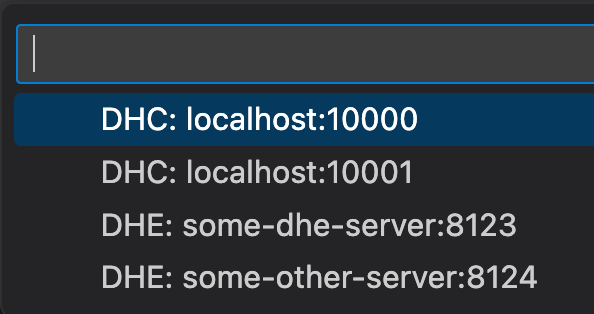 DHC: localhost:10000
DHC: localhost:10001
DHE: some-dhe-server:8123
DHE: some-other-server:8124